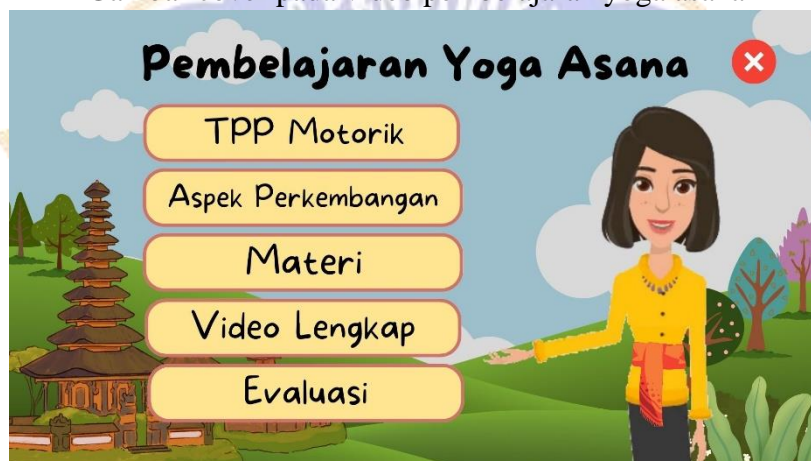 Pembelajaran Yoga Asana
TPP Motorik
Aspek Perkembangan
Materi
Video Lengkap
Evaluasi